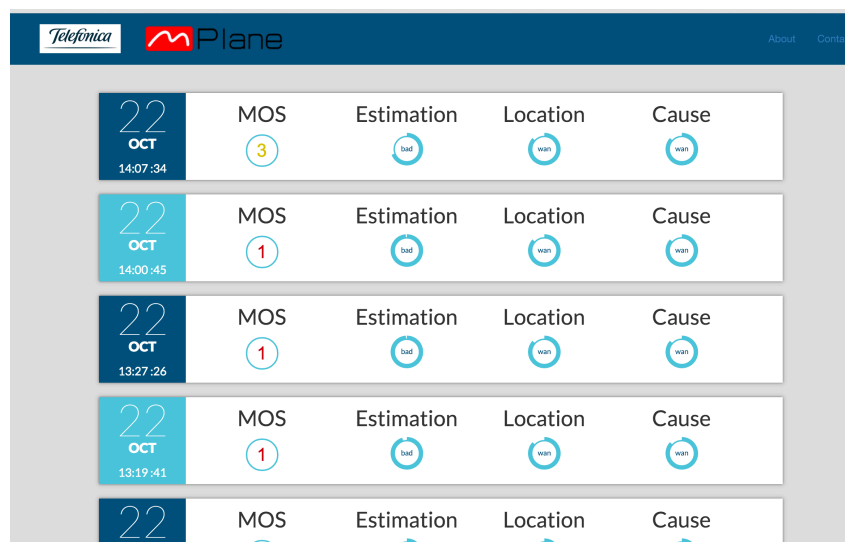 Telefónica mPlane About Conta
22 MOS Estimation Location Cause
OCT 3 bad wan wan
14:07:34
22 MOS Estimation Location Cause
OCT 1 bad wan wan
14:00:45
22 MOS Estimation Location Cause
OCT 1 bad wan wan
13:27:26
22 MOS Estimation Location Cause
OCT 1 bad wan wan
13:19:41
22 MOS Estimation Location Cause